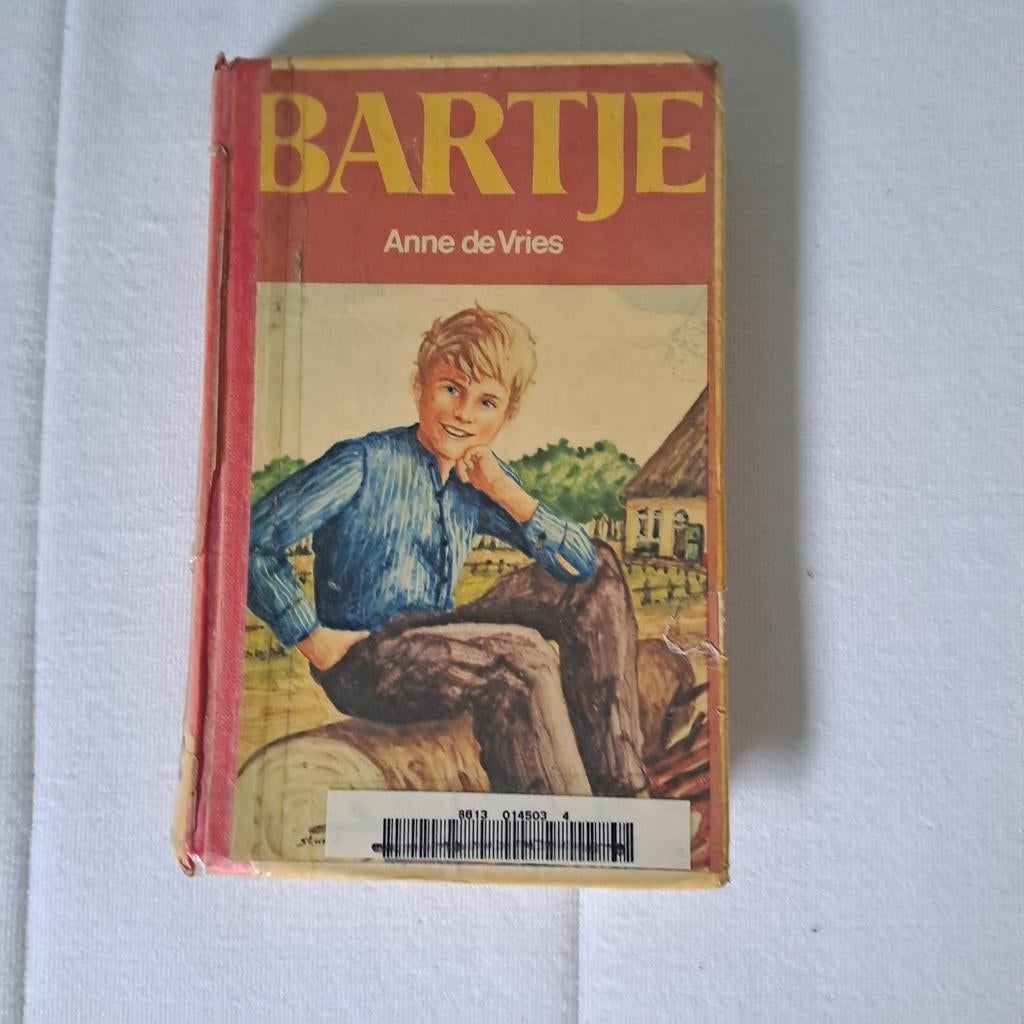 BARTJE
Anne de Vries
8613 014503 4